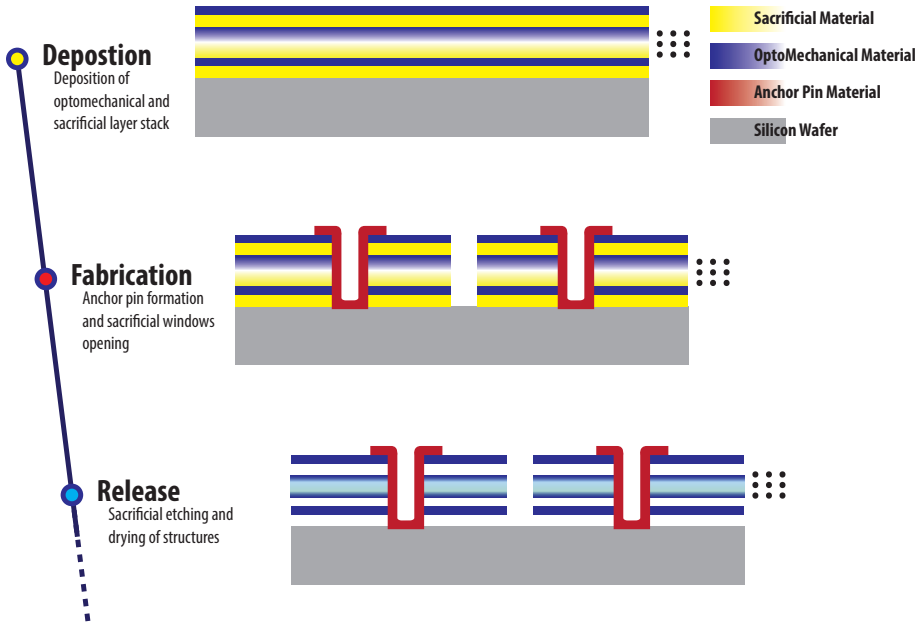 Depostion
Deposition of
optomechanical and
sacrificial layer stack
Sacrificial Material
OptoMechanical Material
Anchor Pin Material
Silicon Wafer
Fabrication
Anchor pin formation
and sacrificial windows
opening
Release
Sacrificial etching and
drying of structures